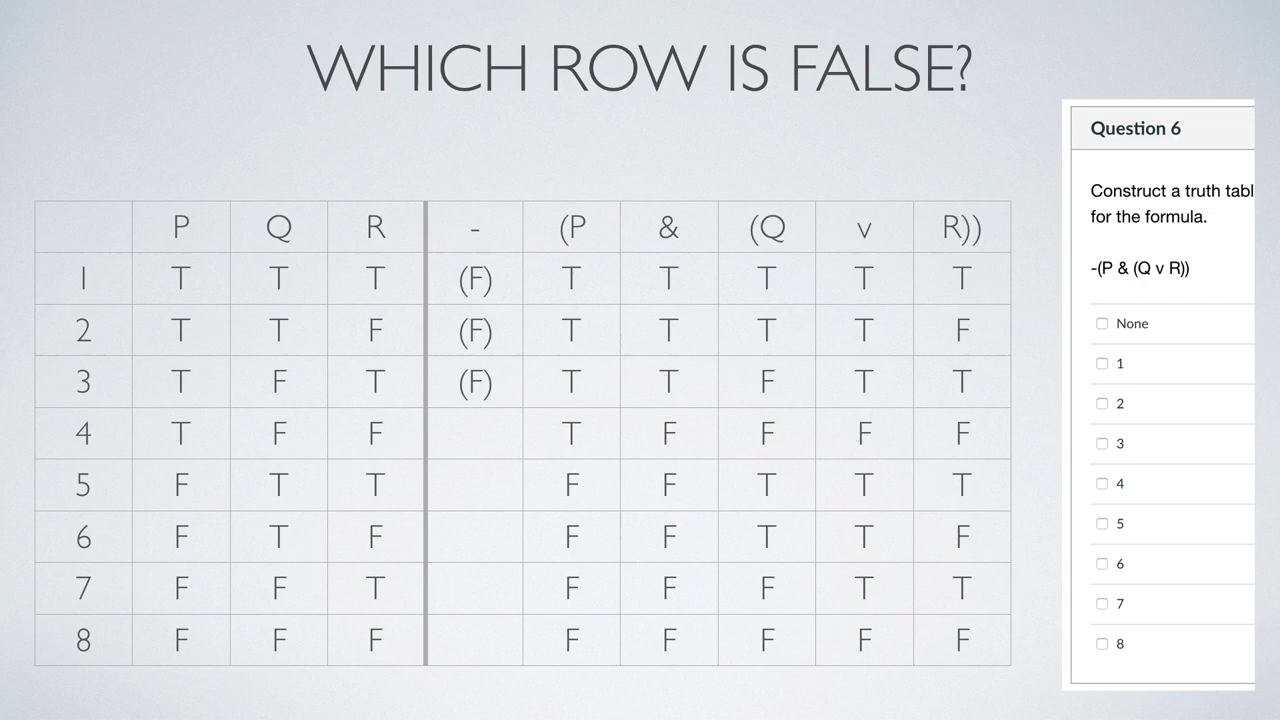 WHICH ROW IS FALSE?
P Q R - (P & (Q v R))
1 T T T (F) T T T T T
2 T T F (F) T T T T F
3 T F T (F) T T F T T
4 T F F T F F F F
5 F T T F F T T T
6 F T F F F T T F
7 F F T F F F T T
8 F F F F F F F F
Question 6
Construct a truth tabl
for the formula.
-(P & (Q v R))
None
1
2
3
4
5
6
7
8